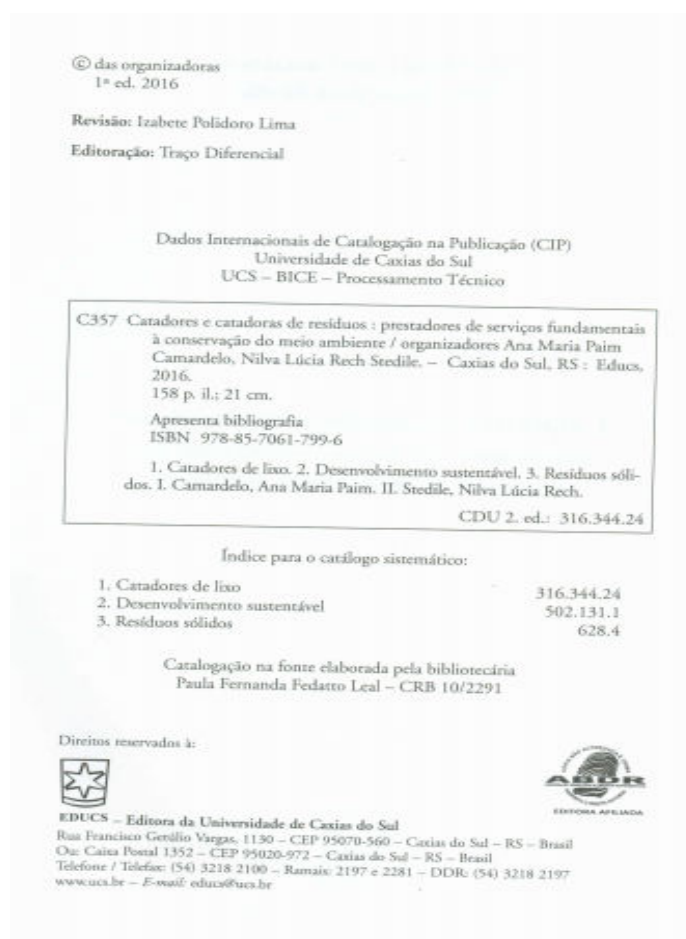 © das organizadoras
1ª ed. 2016
Revisão: Izabete Polidoro Lima
Editoração: Traço Diferencial
Dados Internacionais de Catalogação na Publicação (CIP)
Universidade de Caxias do Sul
UCS – BICE – Processamento Técnico
C357 Catadores e catadoras de resíduos : prestadores de serviços fundamentais
à conservação do meio ambiente / organizadores Ana Maria Paim
Camardelo, Nilva Lúcia Rech Stedile. – Caxias do Sul, RS : Educs,
2016.
158 p. il.; 21 cm.
Apresenta bibliografia
ISBN 978-85-7061-799-6
1. Catadores de lixo. 2. Desenvolvimento sustentável. 3. Resíduos sóli-
dos. I. Camardelo, Ana Maria Paim. II. Stedile, Nilva Lúcia Rech.
CDU 2. ed.: 316.344.24
Índice para o catálogo sistemático:
1. Catadores de lixo 316.344.24
2. Desenvolvimento sustentável 502.131.1
3. Resíduos sólidos 628.4
Catalogação na fonte elaborada pela bibliotecária
Paula Fernanda Fedatto Leal – CRB 10/2291
Direitos reservados à:
ABDR
EDITORA AFILIADA
EDUCS – Editora da Universidade de Caxias do Sul
Rua Francisco Getúlio Vargas, 1130 – CEP 95070-560 – Caxias do Sul – RS – Brasil
Ou: Caixa Postal 1352 – CEP 95020-972 – Caxias do Sul – RS – Brasil
Telefone / Telefax: (54) 3218 2100 – Ramais: 2197 e 2281 – DDR: (54) 3218 2197
www.ucs.br – E-mail: educs@ucs.br